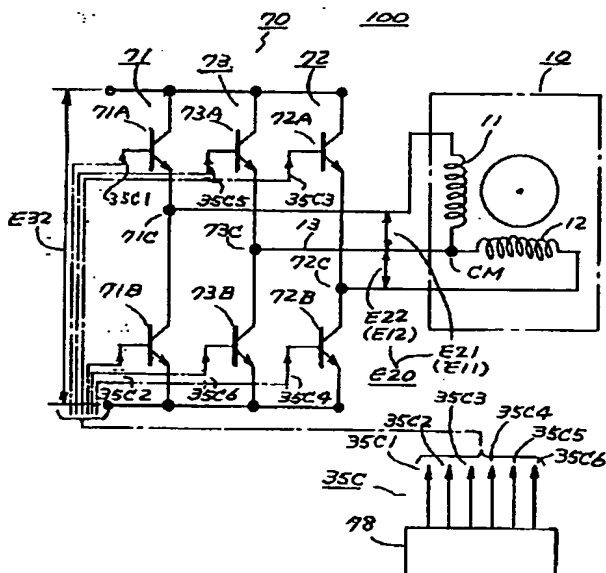 70 100
71 73 72 10
71A 73A 72A 11
35C1 35C5 35C3 12
E32
71C 73C 13 72C CM
71B 73B 72B
E22 (E12) E21 (E11)
E20
35C2 35C6 35C4
35C1 35C2 35C3 35C4 35C5 35C6
35C
78